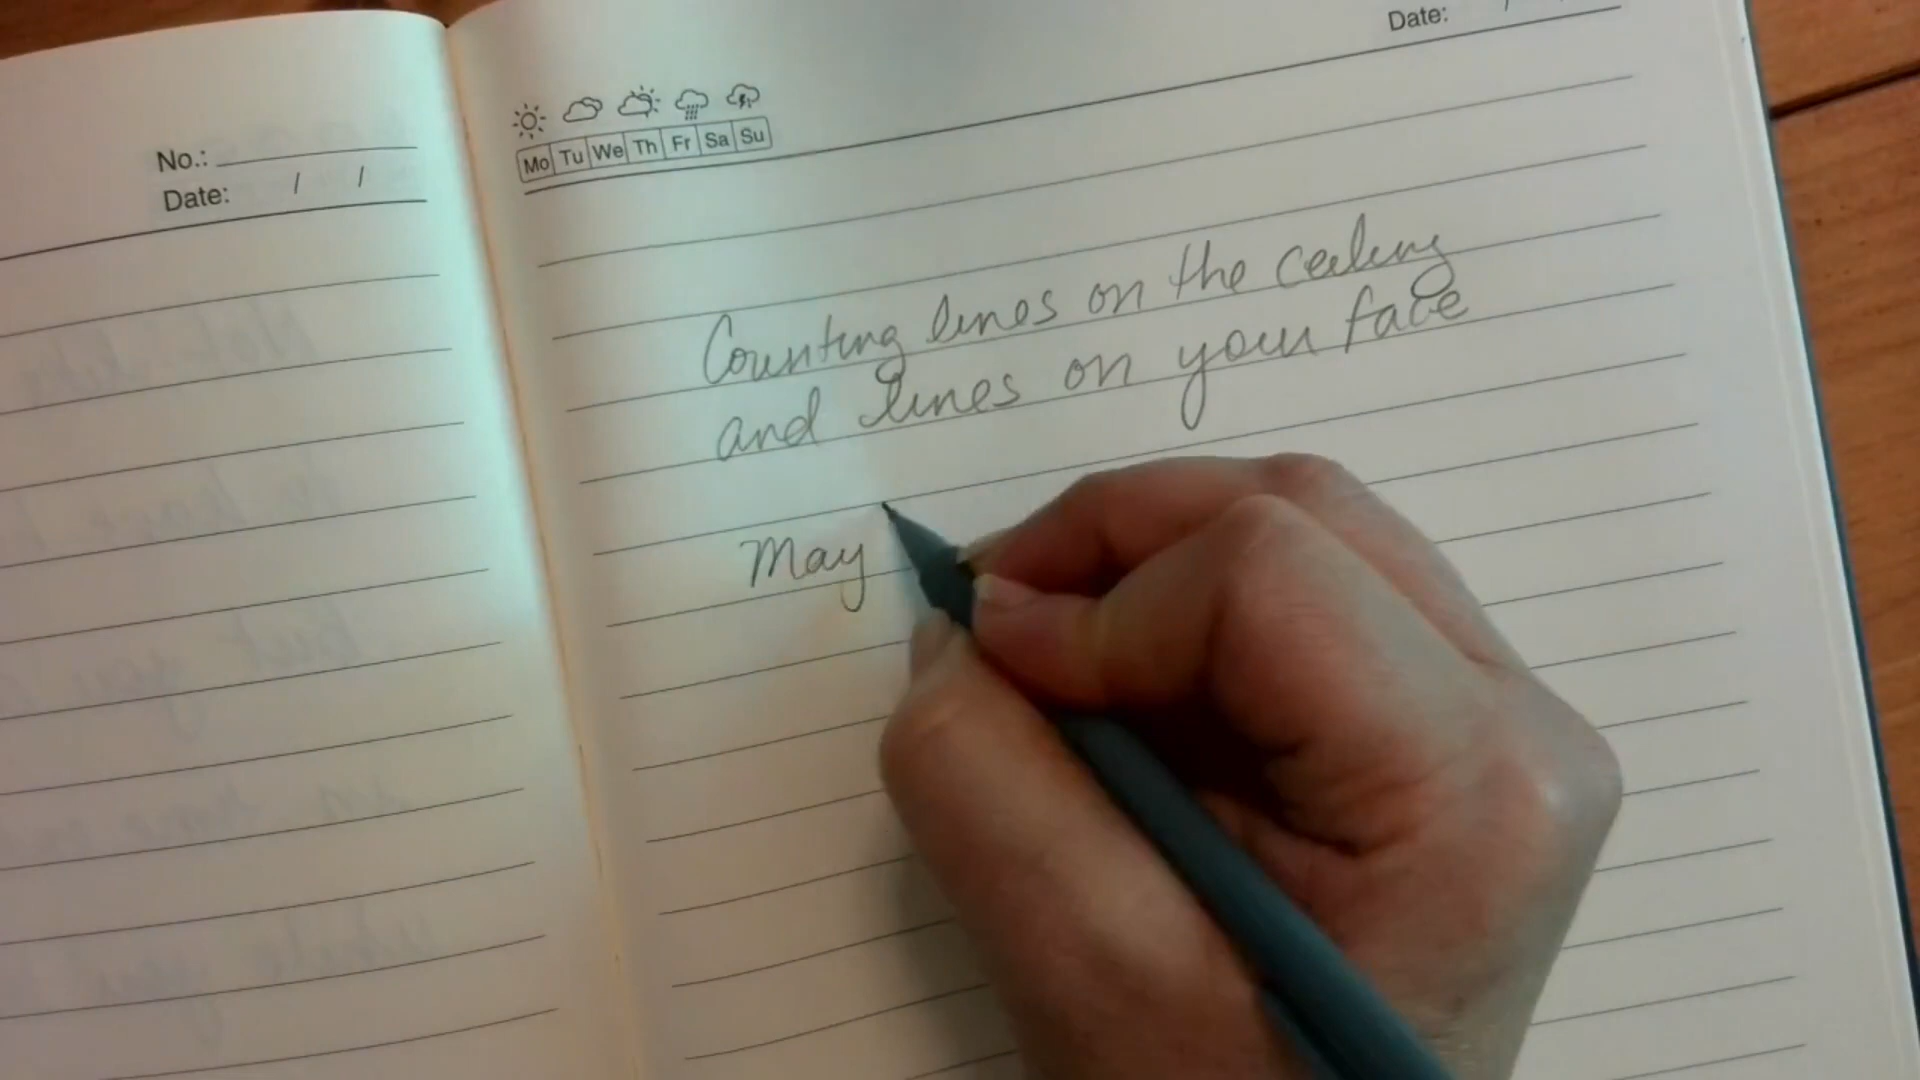 No.:
Date: / /
Date: /
Mo Tu We Th Fr Sa Su
Counting lines on the ceiling
and lines on your face
May